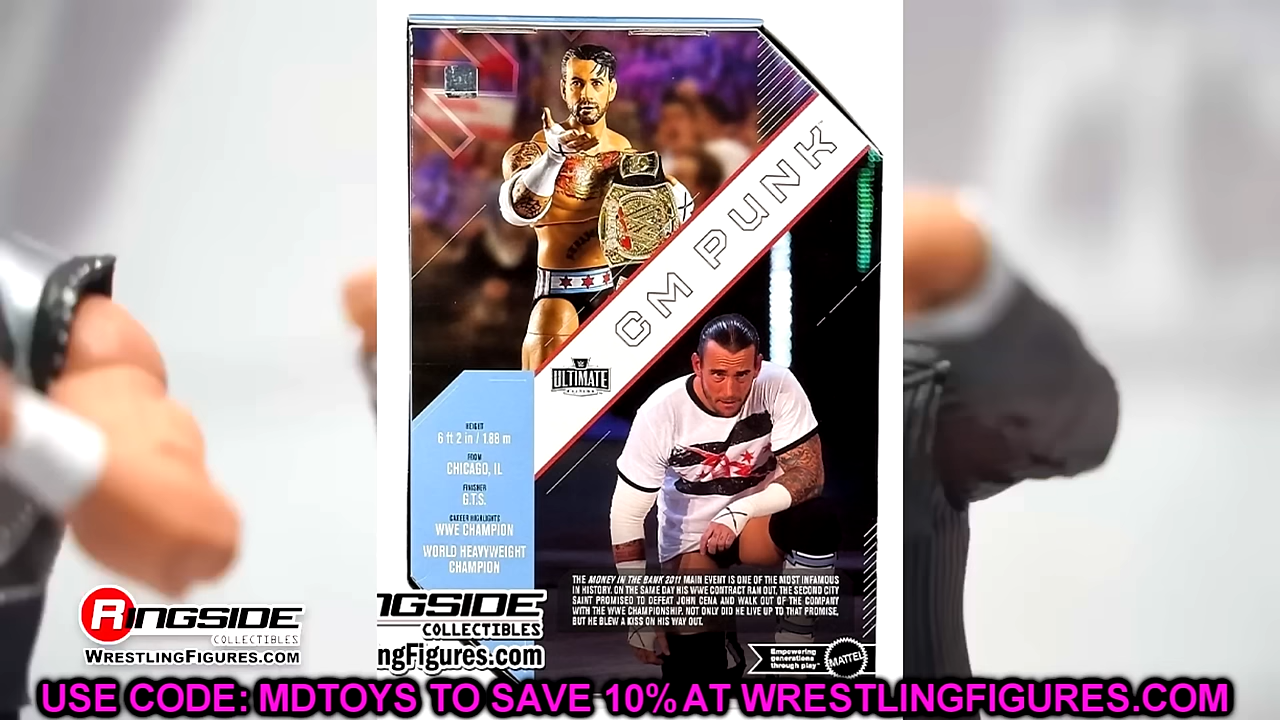 CM PUNK
ULTIMATE
EDITION
HEIGHT
6 ft 2 in / 1.88 m
FROM
CHICAGO, IL
FINISHER
G.T.S.
CAREER HIGHLIGHTS
WWE CHAMPION
WORLD HEAVYWEIGHT
CHAMPION
THE MONEY IN THE BANK 2011 MAIN EVENT IS ONE OF THE MOST INFAMOUS
IN HISTORY. ON THE SAME DAY HIS WWE CONTRACT RAN OUT, THE SECOND CITY
SAINT PROMISED TO DEFEAT JOHN CENA AND WALK OUT OF THE COMPANY
WITH THE WWE CHAMPIONSHIP. NOT ONLY DID HE LIVE UP TO THAT PROMISE,
BUT HE BLEW A KISS ON HIS WAY OUT.
Empowering
generations
through play™
MATTEL
RINGSIDE
COLLECTIBLES
WRESTLINGFIGURES.COM
NGSIDE
COLLECTIBLES
ngFigures.com
USE CODE: MDTOYS TO SAVE 10% AT WRESTLINGFIGURES.COM